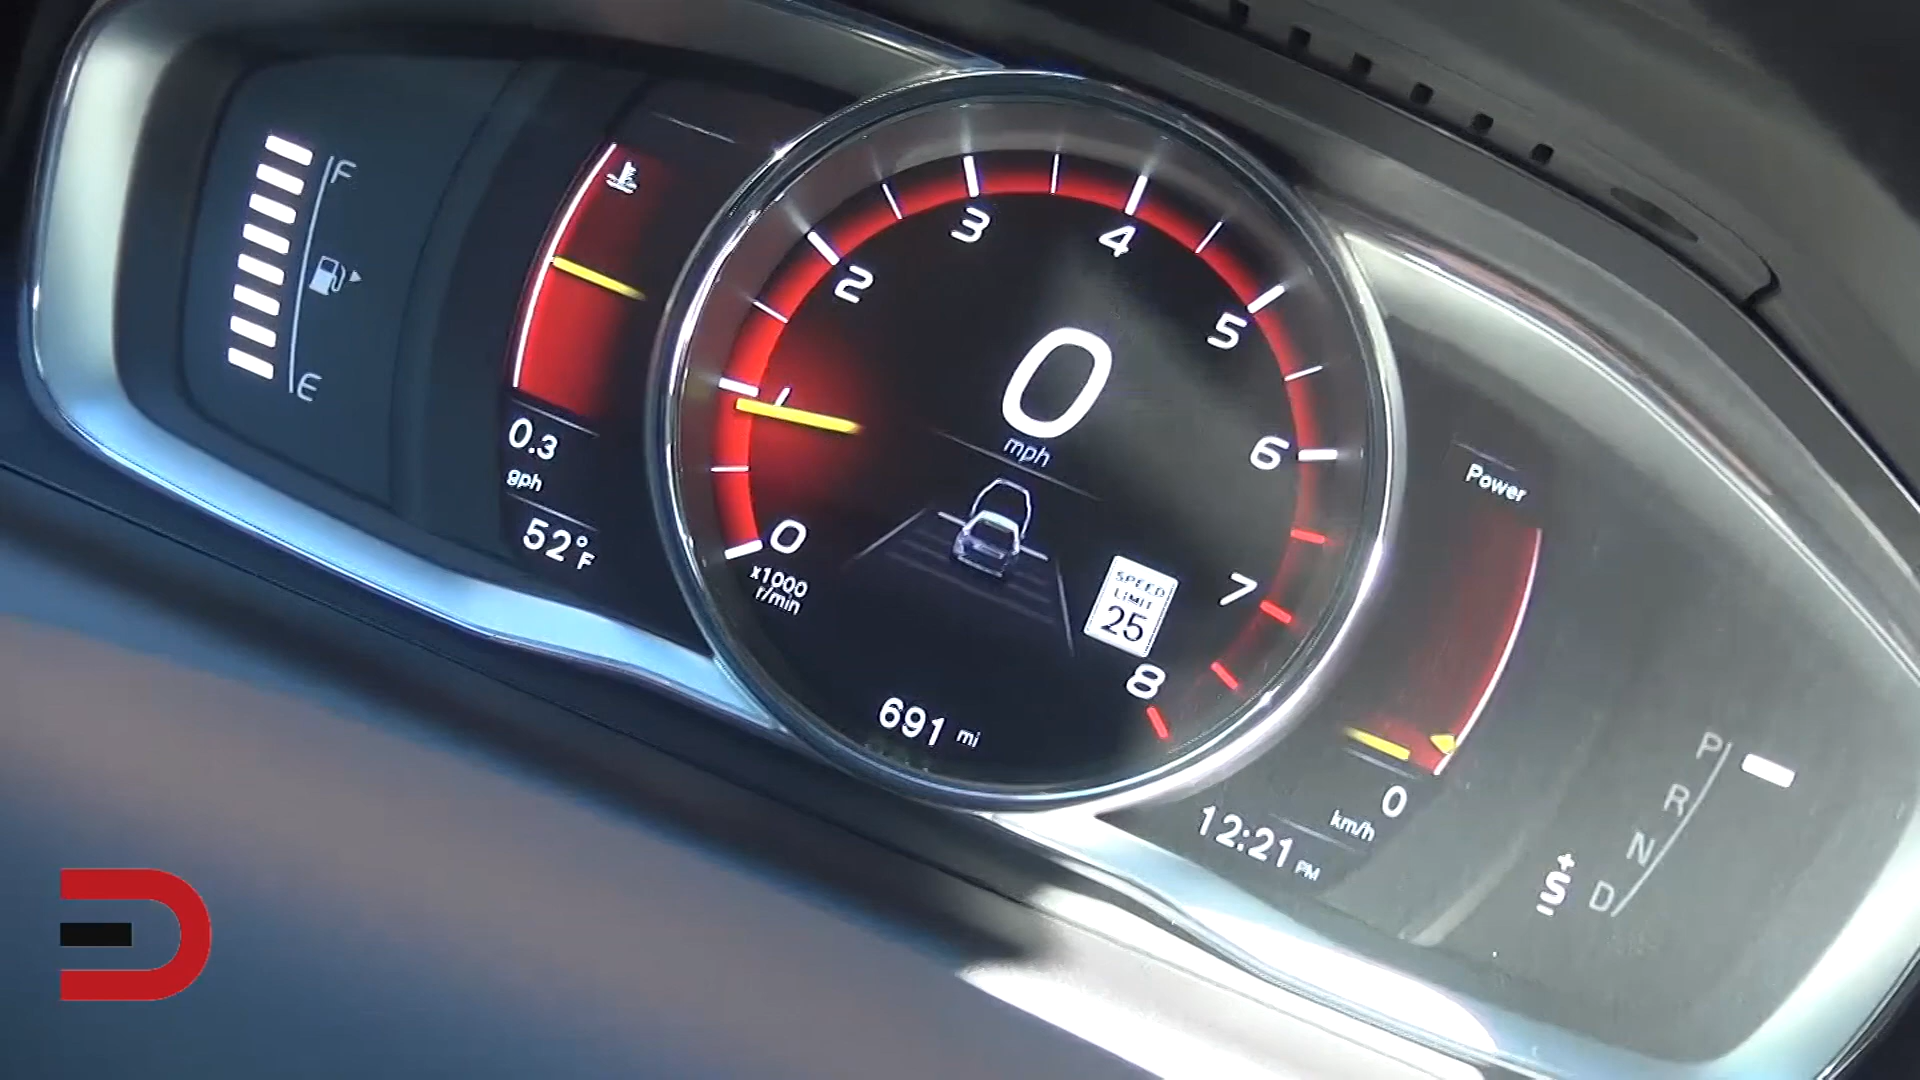 F
E
0.3
gph
52°F
0
1
2
3
4
5
6
7
8
x1000
r/min
0
mph
SPEED
LIMIT
25
691 mi
Power
0
km/h
12:21 PM
P
R
N
D
+
S
-